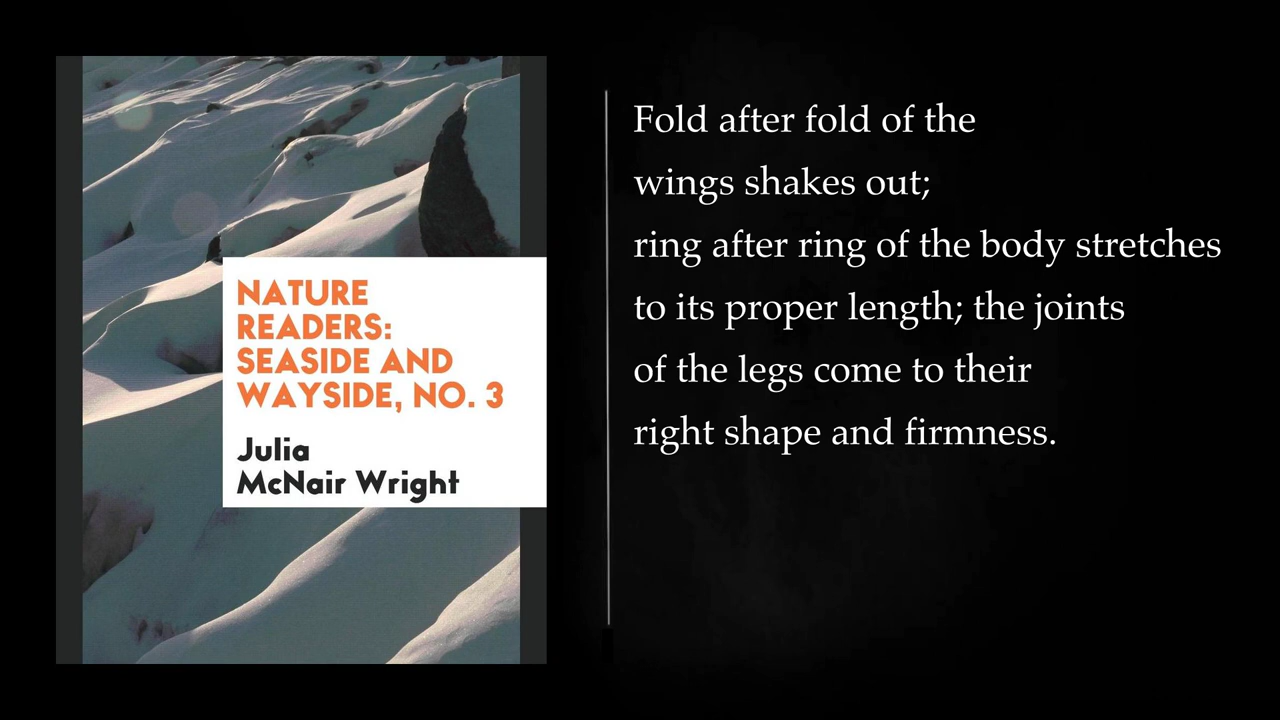 NATURE
READERS:
SEASIDE AND
WAYSIDE, NO. 3
Julia
McNair Wright
Fold after fold of the
wings shakes out;
ring after ring of the body stretches
to its proper length; the joints
of the legs come to their
right shape and firmness.